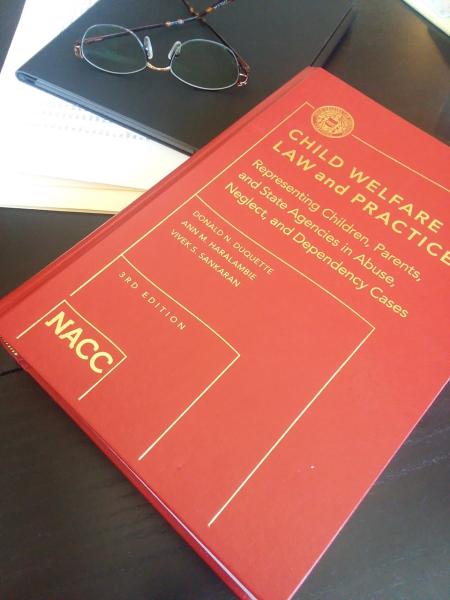 CHILD WELFARE
LAW and PRACTICE
Representing Children, Parents,
and State Agencies in Abuse,
Neglect, and Dependency Cases
DONALD N. DUQUETTE
ANN M. HARALAMBIE
VIVEK S. SANKARAN
3RD EDITION
NACC